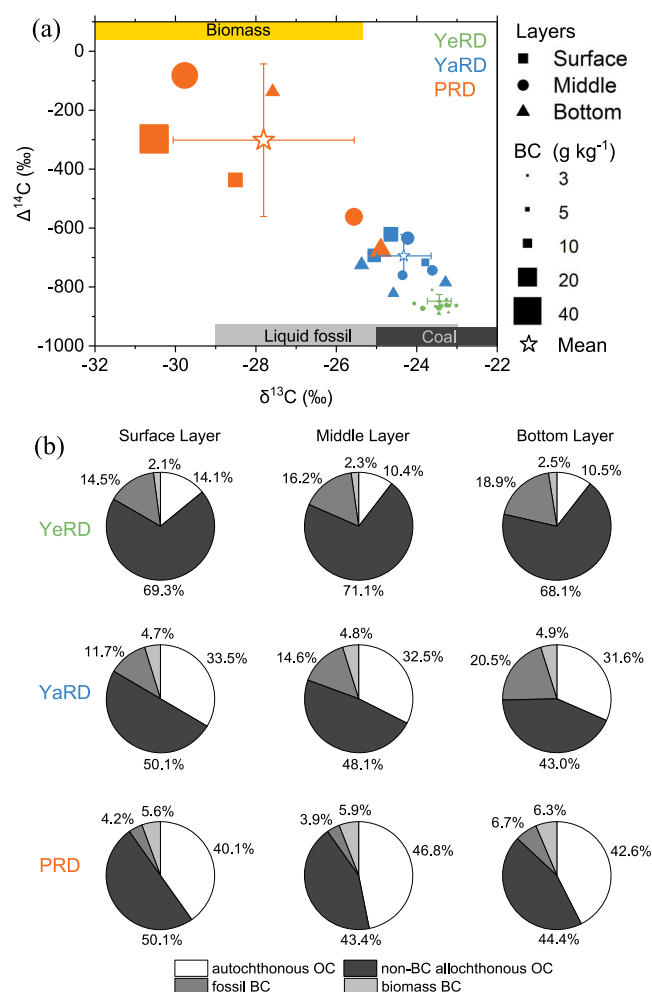 (a)
Biomass
YeRD
YaRD
PRD
Layers
Surface
Middle
Bottom
BC (g kg⁻¹)
3
5
10
20
40
Mean
0
-200
-400
-600
-800
-1000
Δ¹⁴C (‰)
Liquid fossil
Coal
-32 -30 -28 -26 -24 -22
δ¹³C (‰)
(b)
Surface Layer Middle Layer Bottom Layer
YeRD
14.5% 2.1% 14.1% 69.3%
16.2% 2.3% 10.4% 71.1%
18.9% 2.5% 10.5% 68.1%
YaRD
11.7% 4.7% 33.5% 50.1%
14.6% 4.8% 32.5% 48.1%
20.5% 4.9% 31.6% 43.0%
PRD
4.2% 5.6% 40.1% 50.1%
3.9% 5.9% 46.8% 43.4%
6.7% 6.3% 42.6% 44.4%
autochthonous OC non-BC allochthonous OC
fossil BC biomass BC